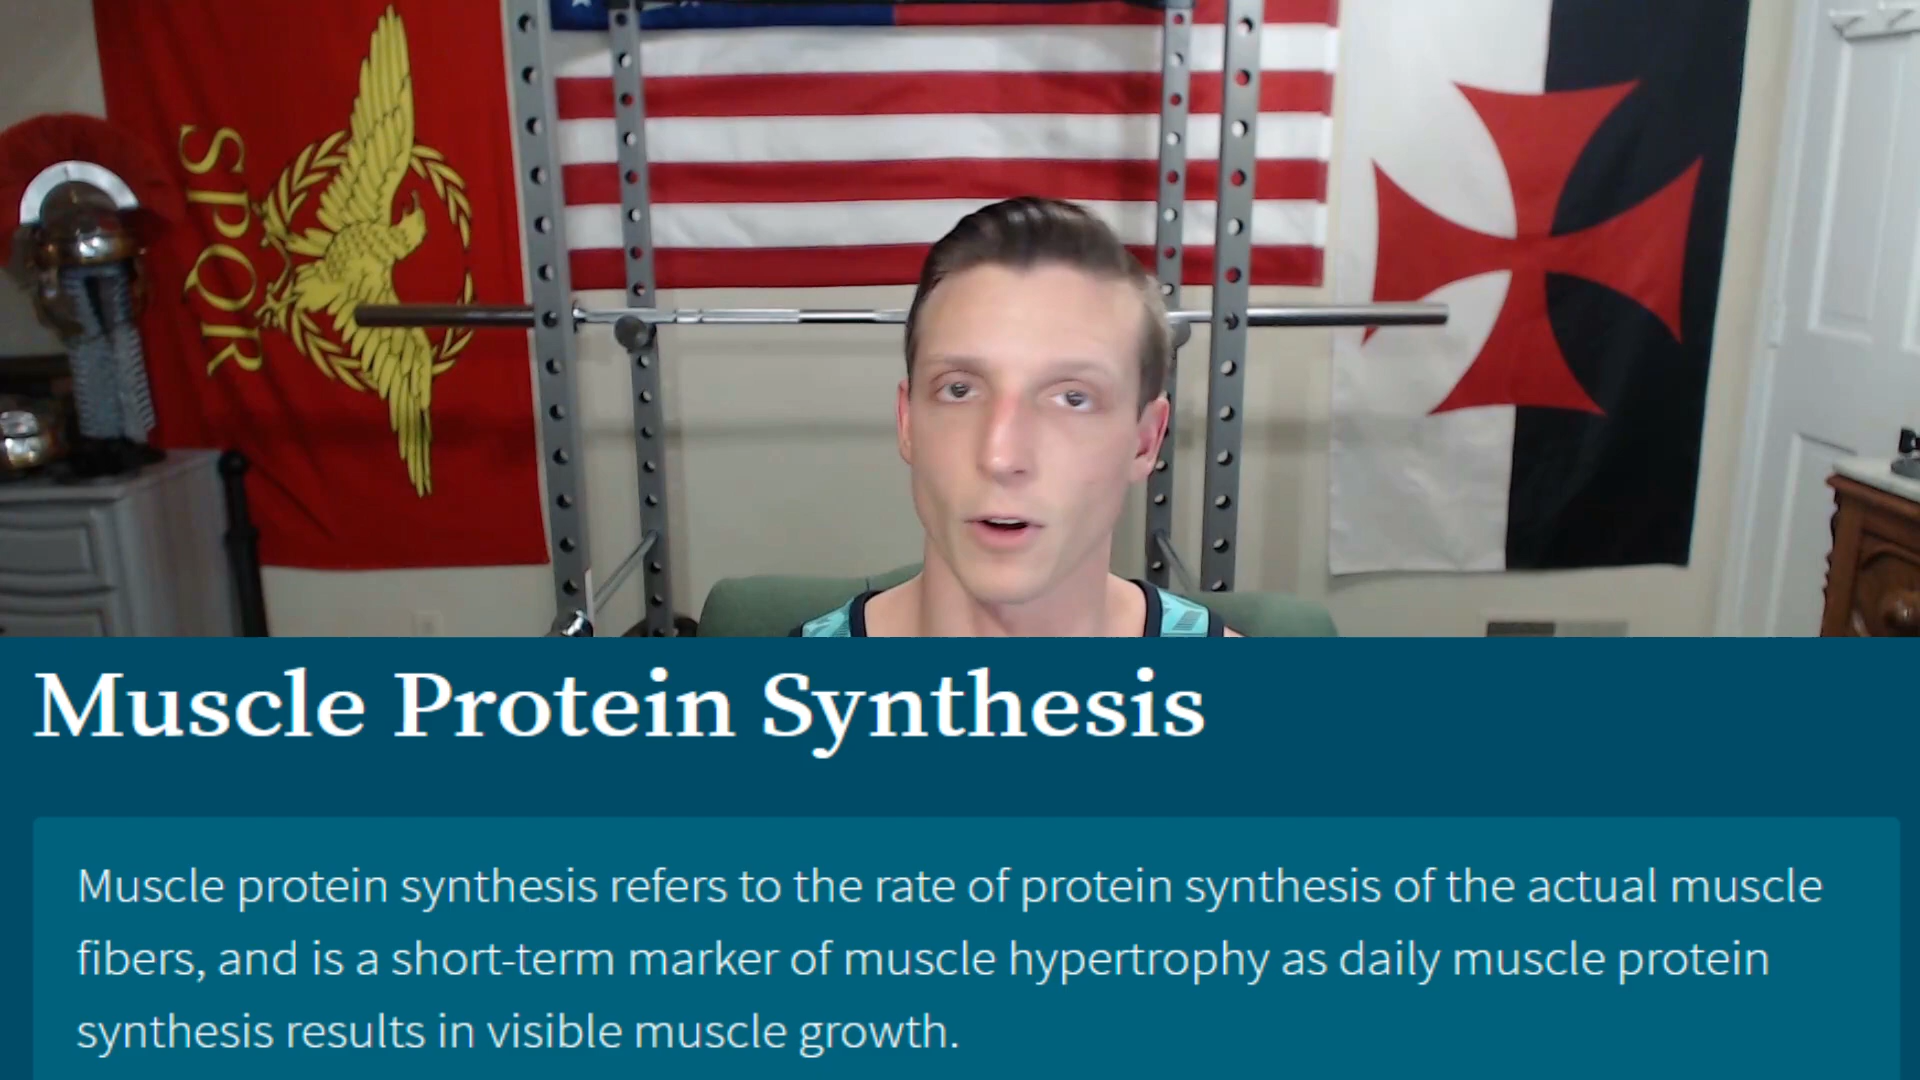 SPQR
Muscle Protein Synthesis
Muscle protein synthesis refers to the rate of protein synthesis of the actual muscle
fibers, and is a short-term marker of muscle hypertrophy as daily muscle protein
synthesis results in visible muscle growth.